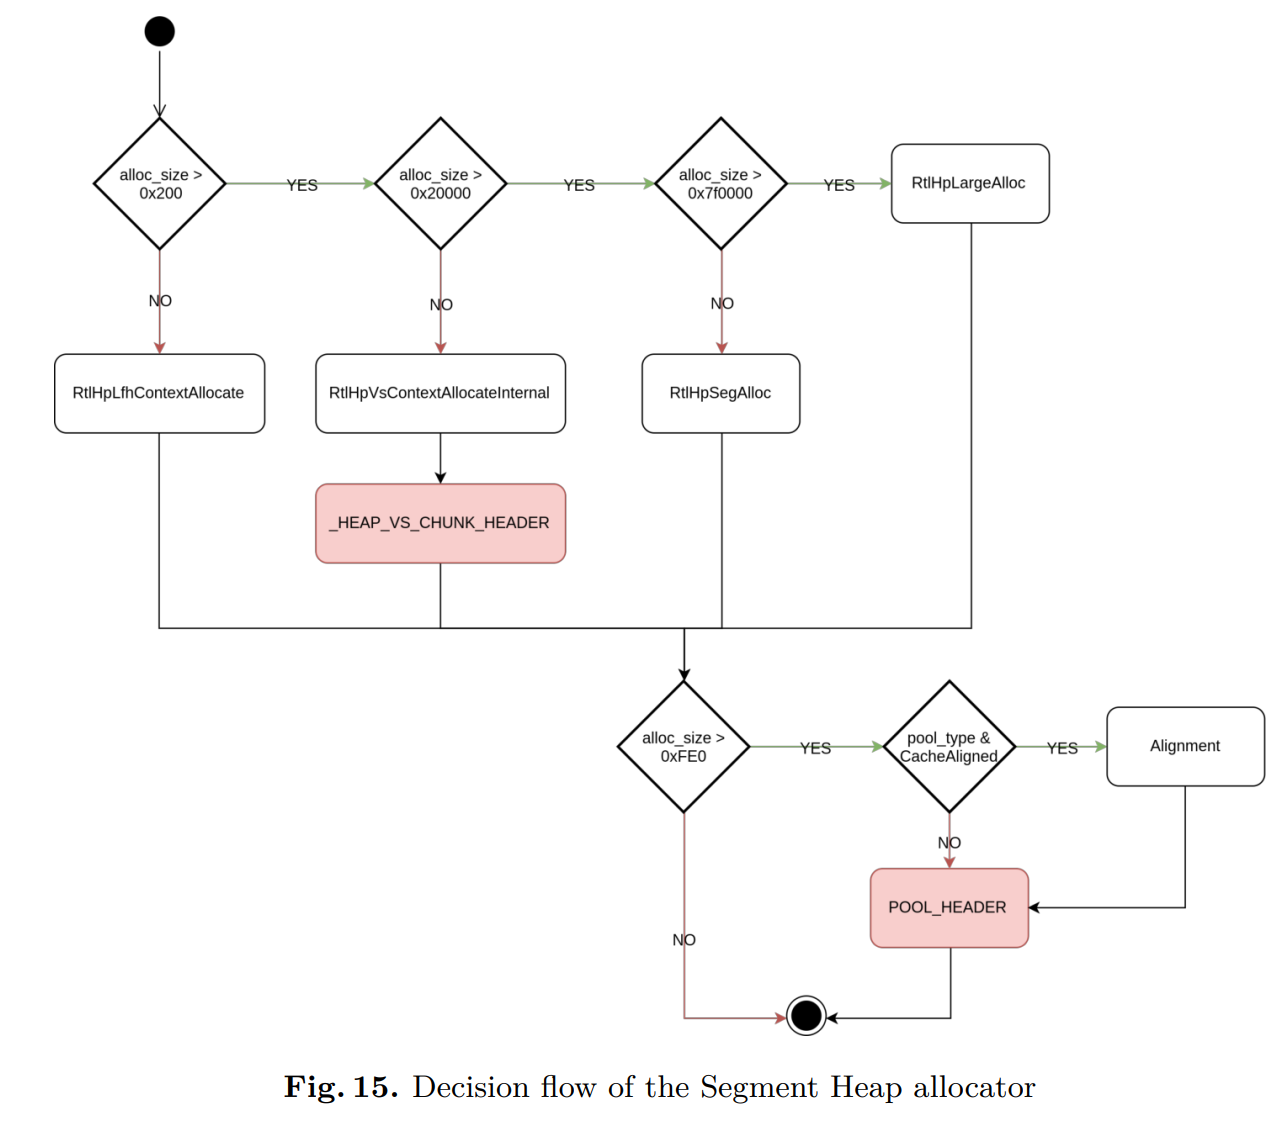 alloc_size >
0x200
YES
alloc_size >
0x20000
YES
alloc_size >
0x7f0000
YES
RtlHpLargeAlloc
NO
NO
NO
RtlHpLfhContextAllocate
RtlHpVsContextAllocateInternal
RtlHpSegAlloc
_HEAP_VS_CHUNK_HEADER
alloc_size >
0xFE0
YES
pool_type &
CacheAligned
YES
Alignment
NO
POOL_HEADER
NO
Fig. 15. Decision flow of the Segment Heap allocator